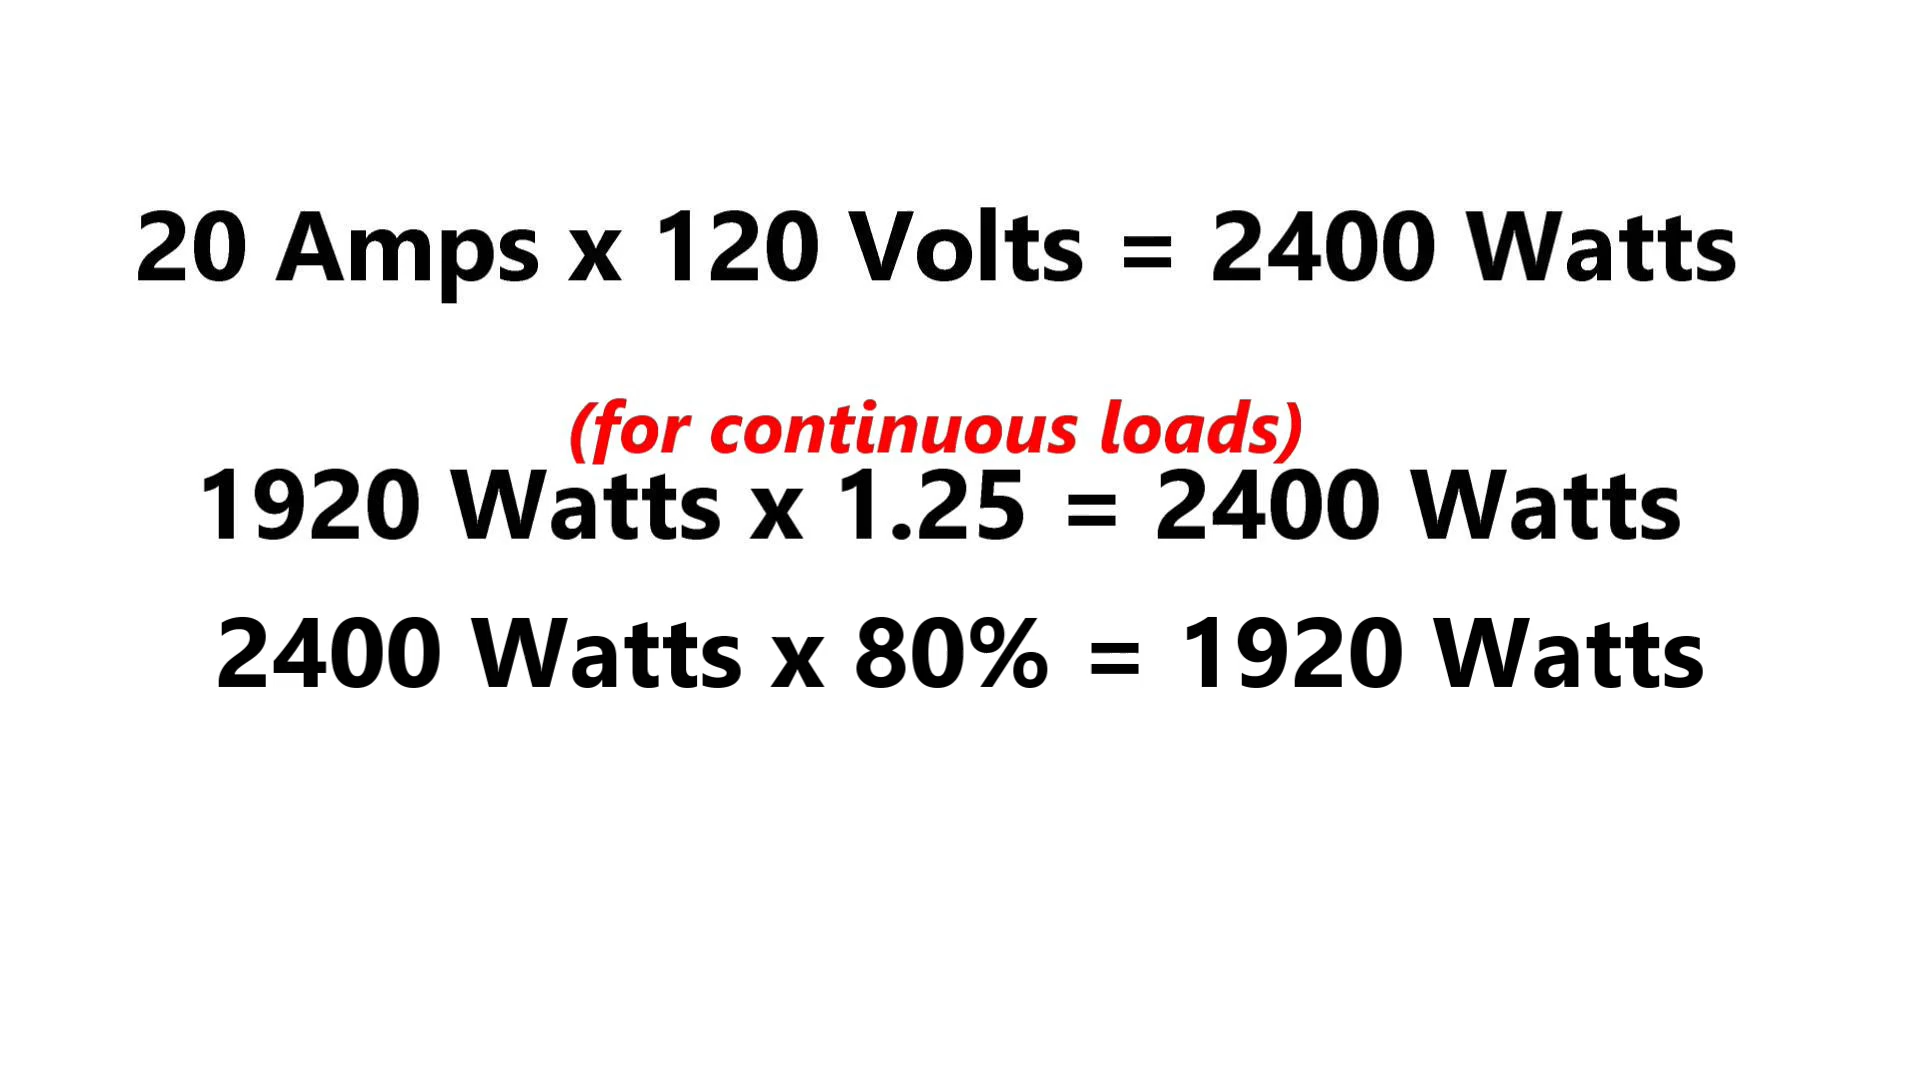 20 Amps x 120 Volts = 2400 Watts
(for continuous loads)
1920 Watts x 1.25 = 2400 Watts
2400 Watts x 80% = 1920 Watts